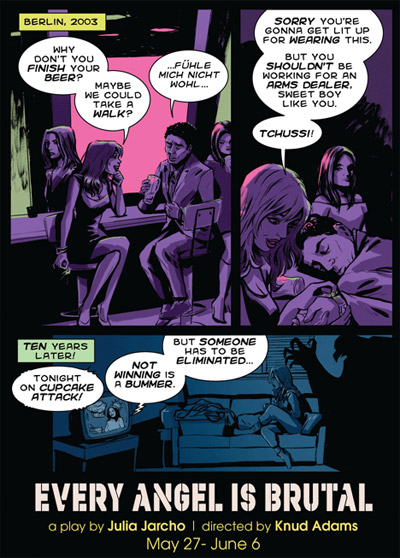 BERLIN, 2003
WHY
DON'T YOU
FINISH YOUR
BEER?
MAYBE
WE COULD
TAKE A
WALK?
...FÜHLE
MICH NICHT
WOHL...
SORRY YOU'RE
GONNA GET LIT UP
FOR WEARING THIS.
BUT YOU
SHOULDN'T BE
WORKING FOR AN
ARMS DEALER,
SWEET BOY
LIKE YOU.
TCHUSSI!
TEN YEARS
LATER!
TONIGHT
ON CUPCAKE
ATTACK!
NOT
WINNING IS
A BUMMER.
BUT SOMEONE
HAS TO BE
ELIMINATED...
EVERY ANGEL IS BRUTAL
a play by Julia Jarcho | directed by Knud Adams
May 27- June 6